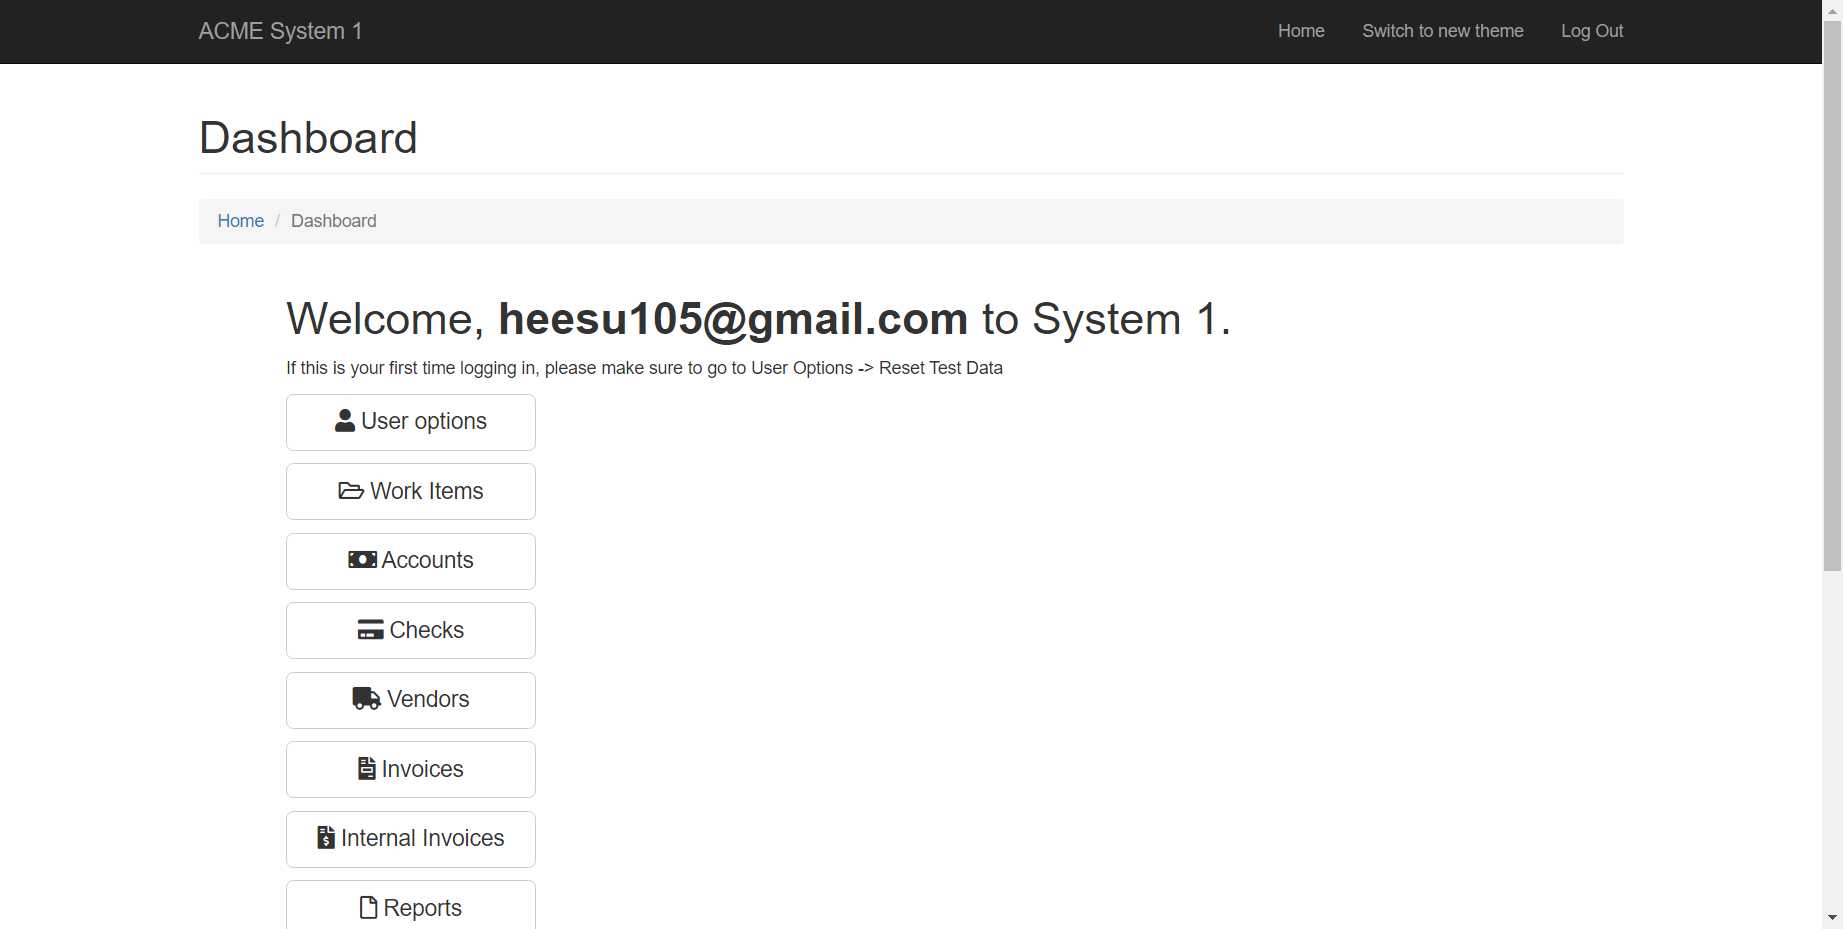 ACME System 1
Home
Switch to new theme
Log Out
Dashboard
Home / Dashboard
Welcome, heesu105@gmail.com to System 1.
If this is your first time logging in, please make sure to go to User Options -> Reset Test Data
User options
Work Items
Accounts
Checks
Vendors
Invoices
Internal Invoices
Reports